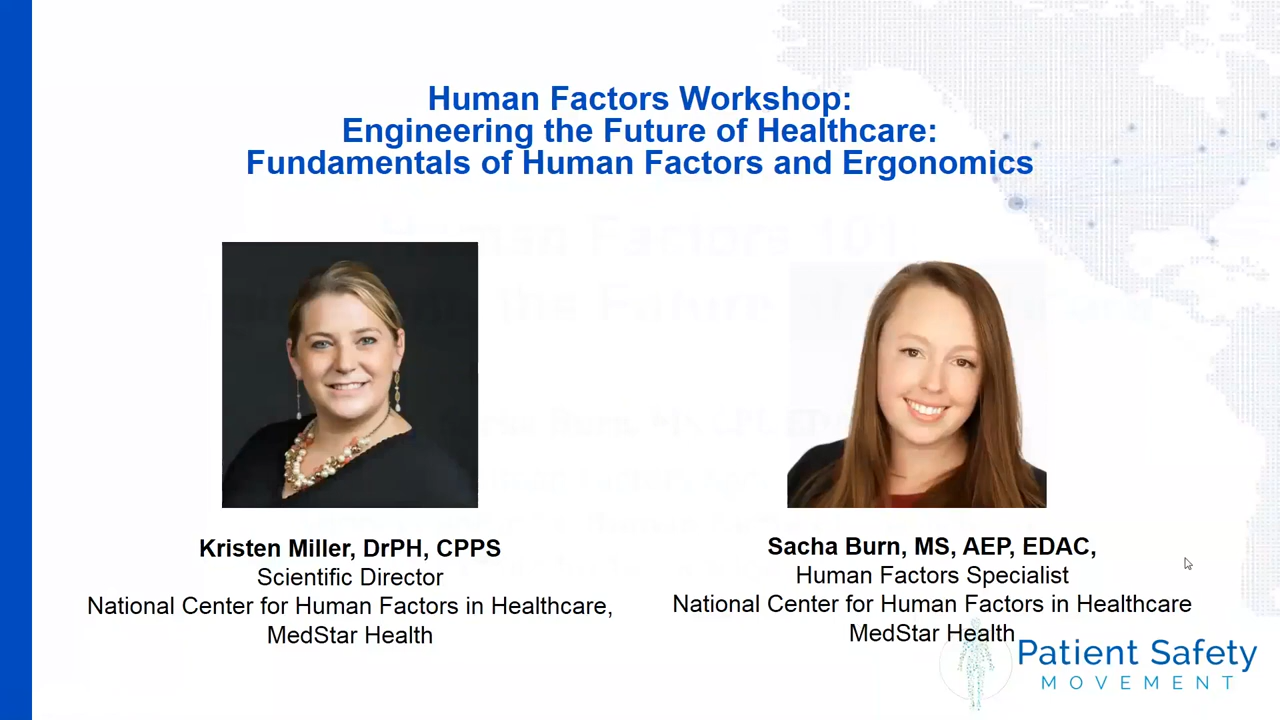 Human Factors Workshop:
Engineering the Future of Healthcare:
Fundamentals of Human Factors and Ergonomics
Kristen Miller, DrPH, CPPS
Scientific Director
National Center for Human Factors in Healthcare,
MedStar Health
Sacha Burn, MS, AEP, EDAC,
Human Factors Specialist
National Center for Human Factors in Healthcare
MedStar Health
Patient Safety
MOVEMENT